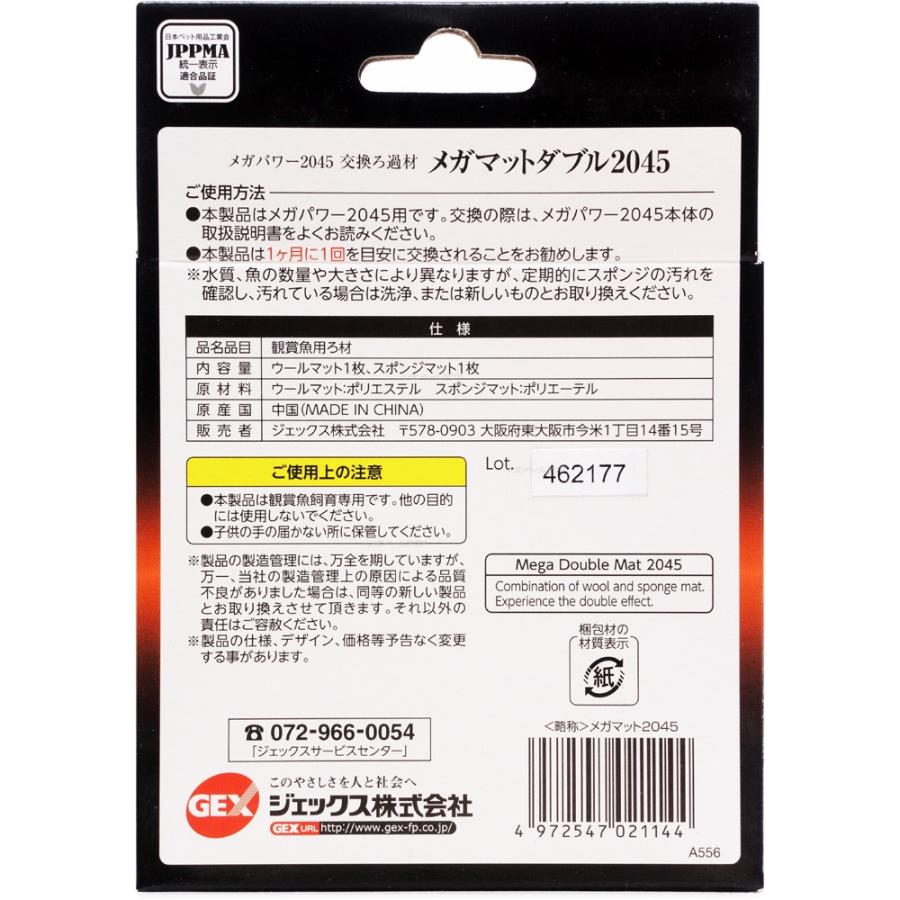 日本ペット用品工業会
JPPMA
統一表示
適合品証
メガパワー2045 交換ろ過材 メガマットダブル2045
ご使用方法
●本製品はメガパワー2045用です。交換の際は、メガパワー2045本体の
取扱説明書をよくお読みください。
●本製品は1ヶ月に1回を目安に交換されることをお勧めします。
※水質、魚の数量や大きさにより異なりますが、定期的にスポンジの汚れを
確認し、汚れている場合は洗浄、または新しいものとお取り換えください。
仕様
品名品目 観賞魚用ろ材
内容量 ウールマット1枚、スポンジマット1枚
原材料 ウールマット:ポリエステル スポンジマット:ポリエーテル
原産国 中国(MADE IN CHINA)
販売者 ジェックス株式会社 〒578-0903 大阪府東大阪市今米1丁目14番15号
ご使用上の注意
●本製品は観賞魚飼育専用です。他の目的
には使用しないでください。
●子供の手の届かない所に保管してください。
※製品の製造管理には、万全を期していますが、
万一、当社の製造管理上の原因による品質
不良がありました場合は、同等の新しい製品
とお取り換えさせて頂きます。それ以外の
責任はご容赦ください。
※製品の仕様、デザイン、価格等予告なく変更
する事があります。
Lot. 462177
Mega Double Mat 2045
Combination of wool and sponge mat.
Experience the double effect.
梱包材の
材質表示
紙
☎072-966-0054
「ジェックスサービスセンター」
このやさしさを人と社会へ
GEX ジェックス株式会社
GEX URL http://www.gex-fp.co.jp/
<略称>メガマット2045
4 972547 021144
A556